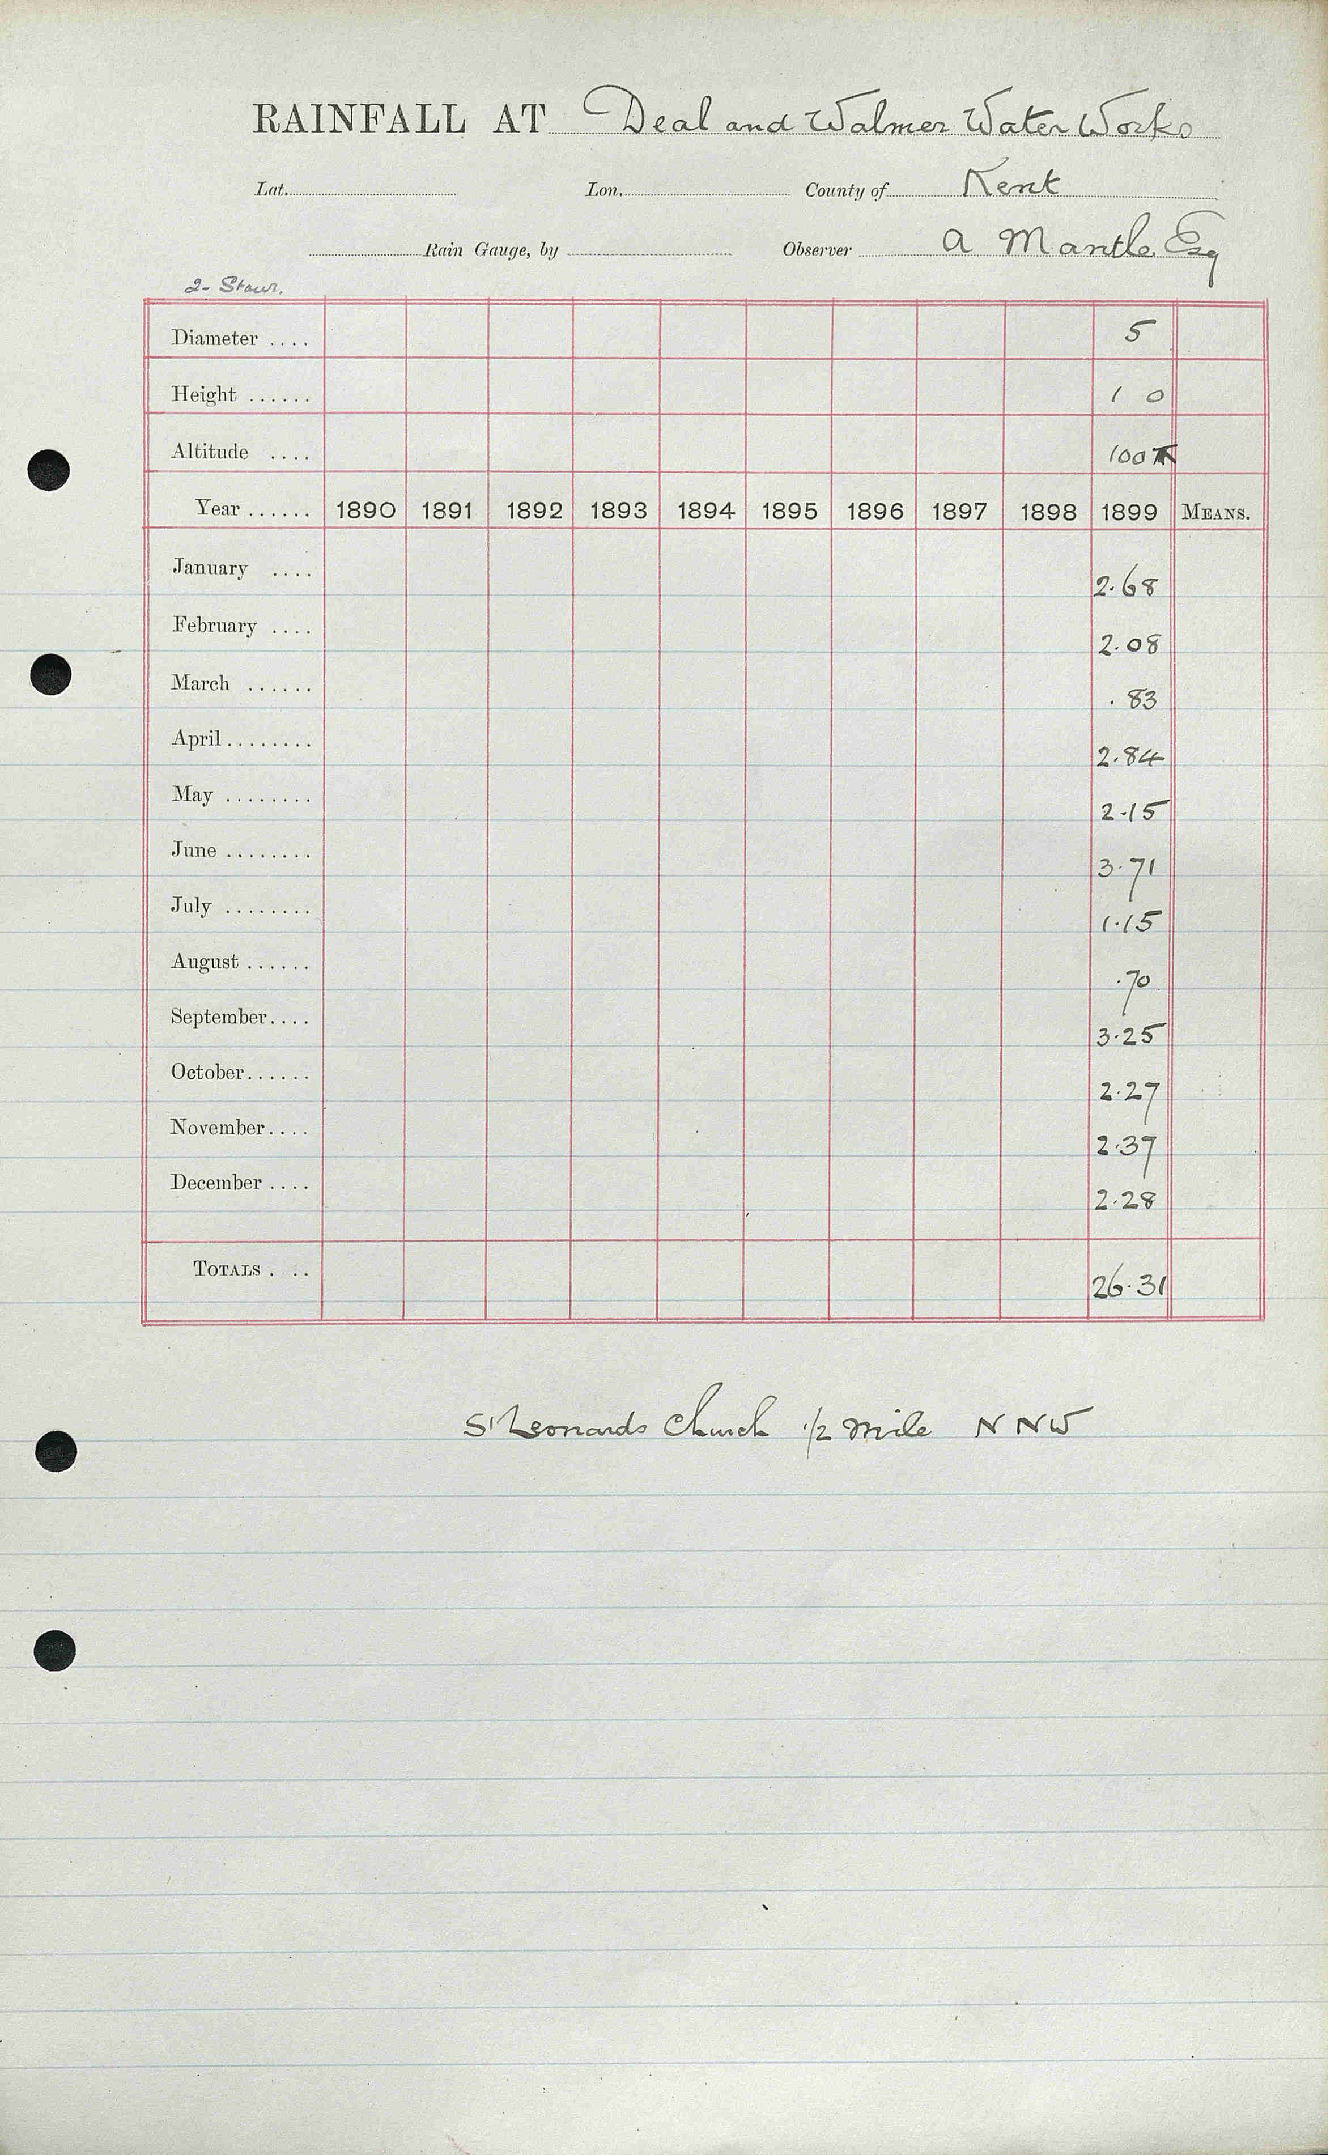 RAINFALL AT Deal and Walmer Water Works
Lat. Lon. County of Kent
Rain Gauge, by Observer A Mantle, Esq
2- Stour.
Diameter .... 5
Height ...... 1 0
Altitude .... 100
Year ...... 1890 1891 1892 1893 1894 1895 1896 1897 1898 1899 MEANS.
January .... 2.68
February .... 2.08
March ...... .83
April ........ 2.84
May ........ 2.15
June ........ 3.71
July ........ 1.15
August ...... .70
September.... 3.25
October...... 2.27
November.... 2.37
December .... 2.28
TOTALS . .. 26.31
St Leonards Church 1/2 mile N NW